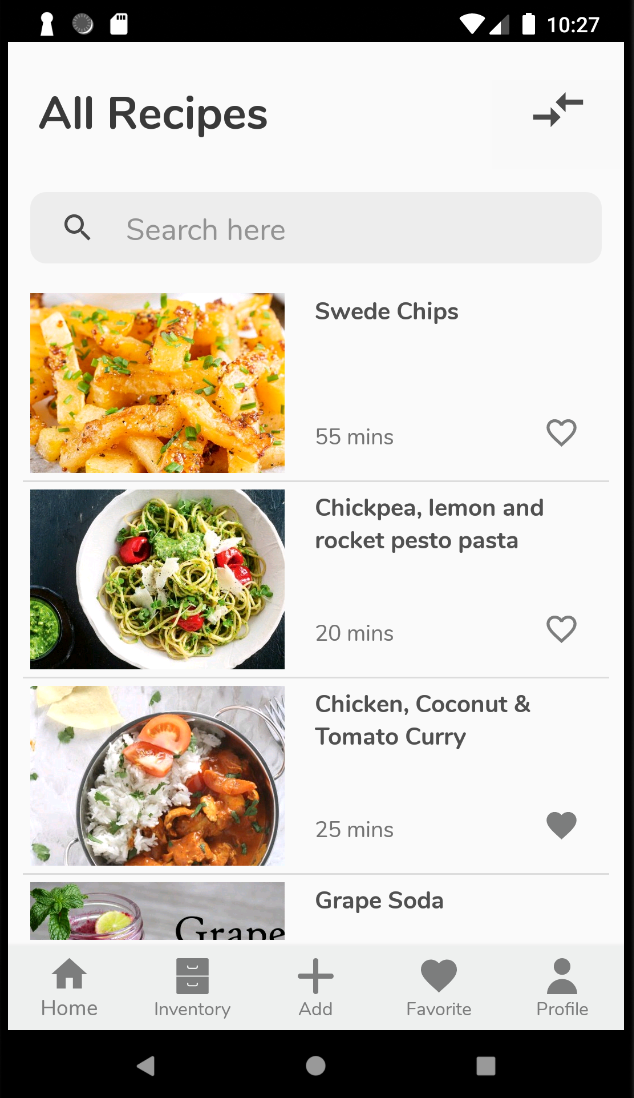 10:27
All Recipes
Search here
Swede Chips
55 mins
Chickpea, lemon and
rocket pesto pasta
20 mins
Chicken, Coconut &
Tomato Curry
25 mins
Grape Soda
Grape
Home
Inventory
Add
Favorite
Profile